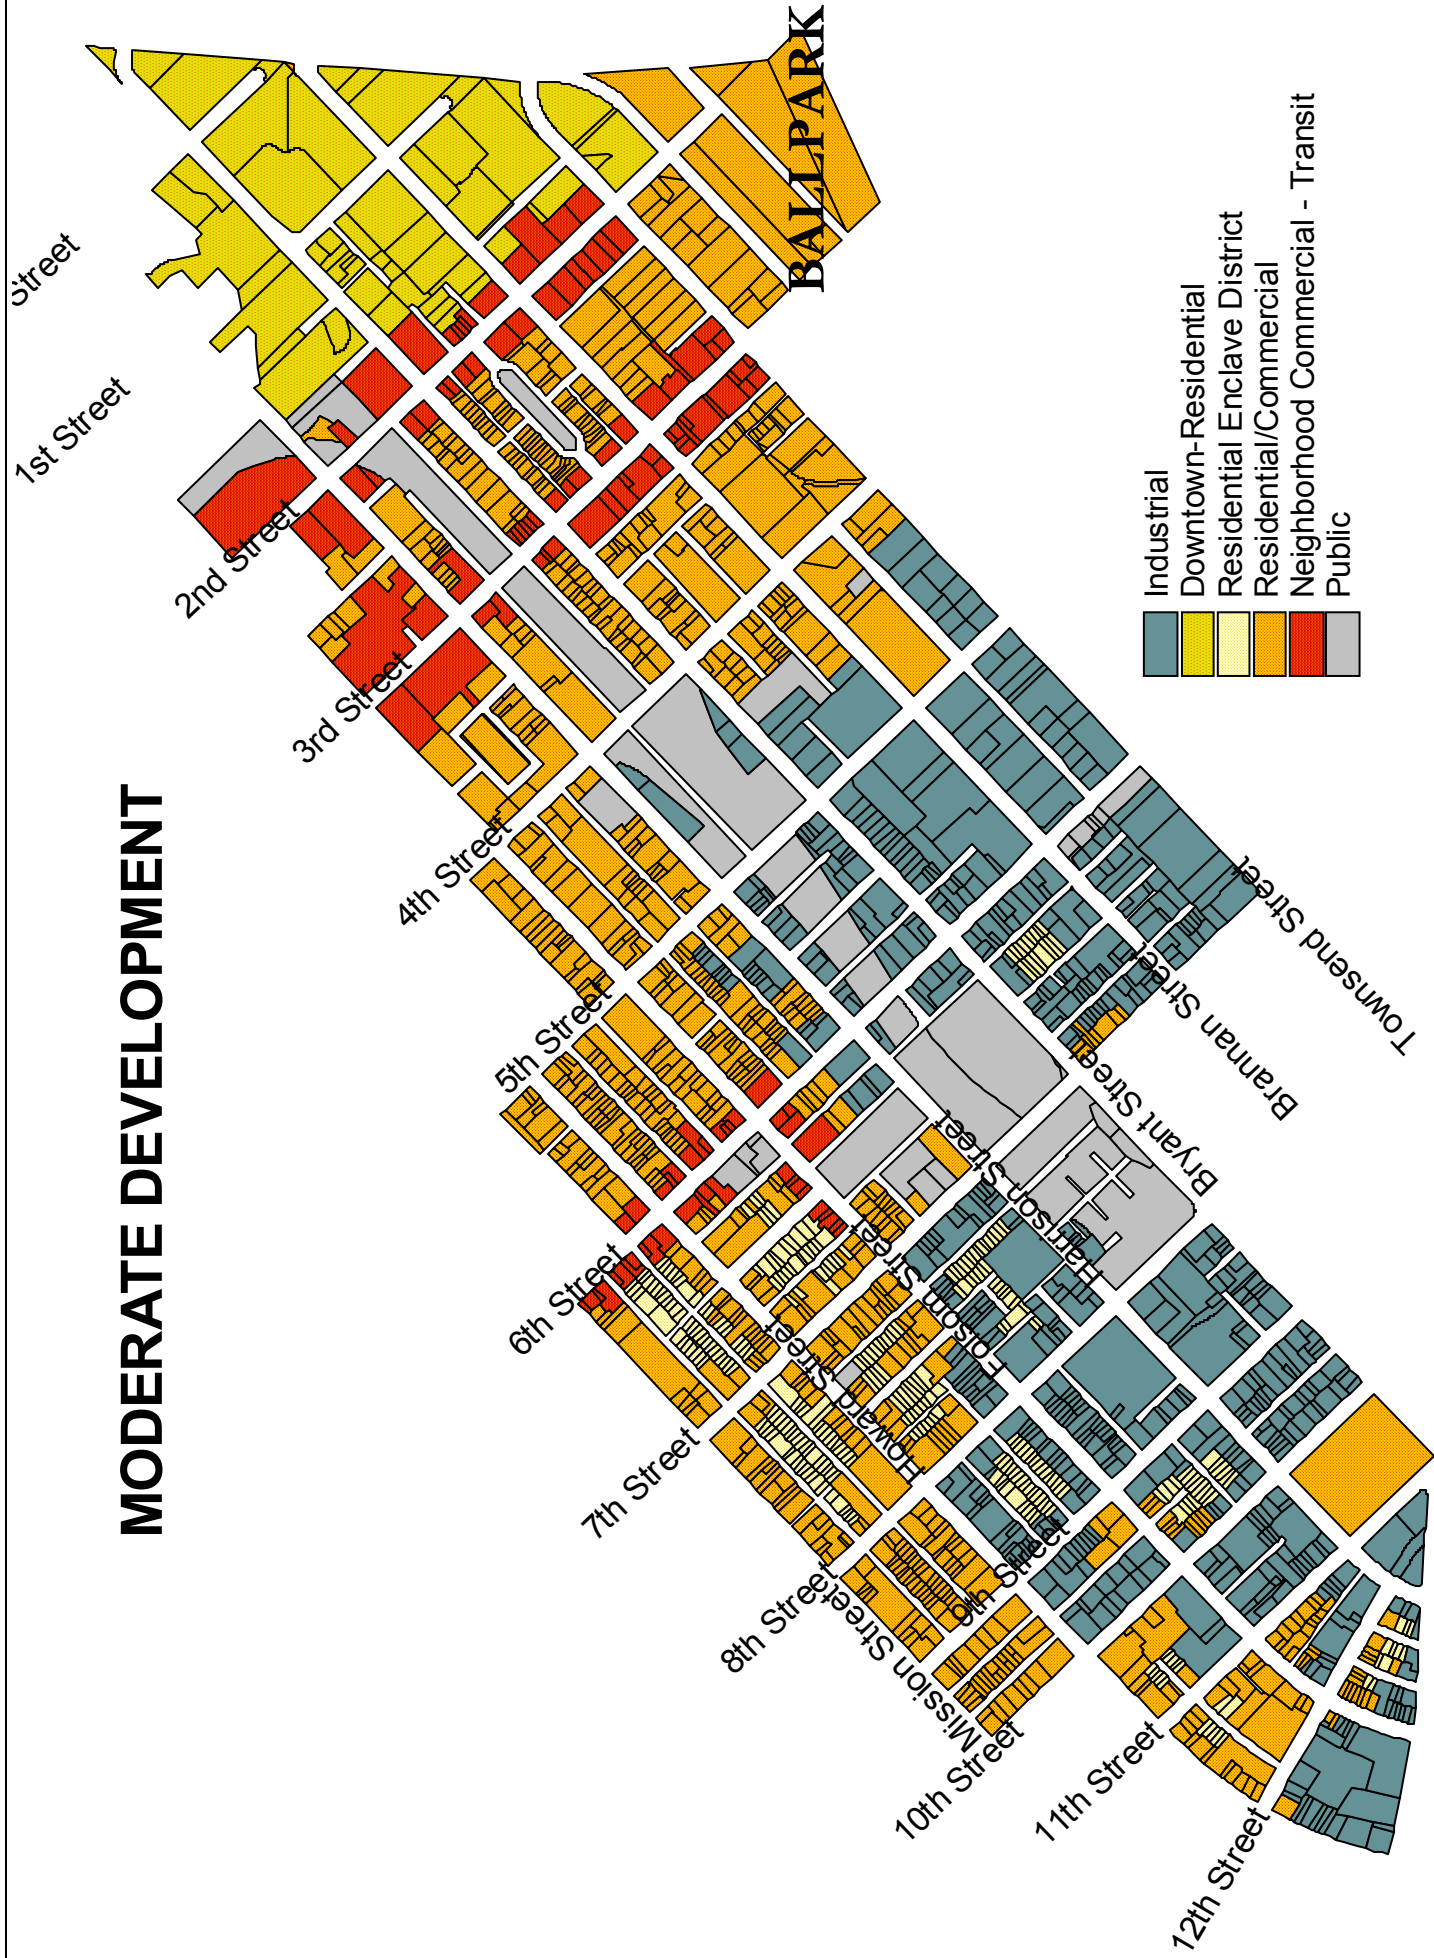 MODERATE DEVELOPMENT
Street
1st Street
2nd Street
3rd Street
4th Street
5th Street
6th Street
7th Street
8th Street
9th Street
10th Street
11th Street
12th Street
Mission Street
Howard Street
Folsom Street
Harrison Street
Bryant Street
Brannan Street
Townsend Street
BALLPARK
Industrial
Downtown-Residential
Residential Enclave District
Residential/Commercial
Neighborhood Commercial - Transit
Public